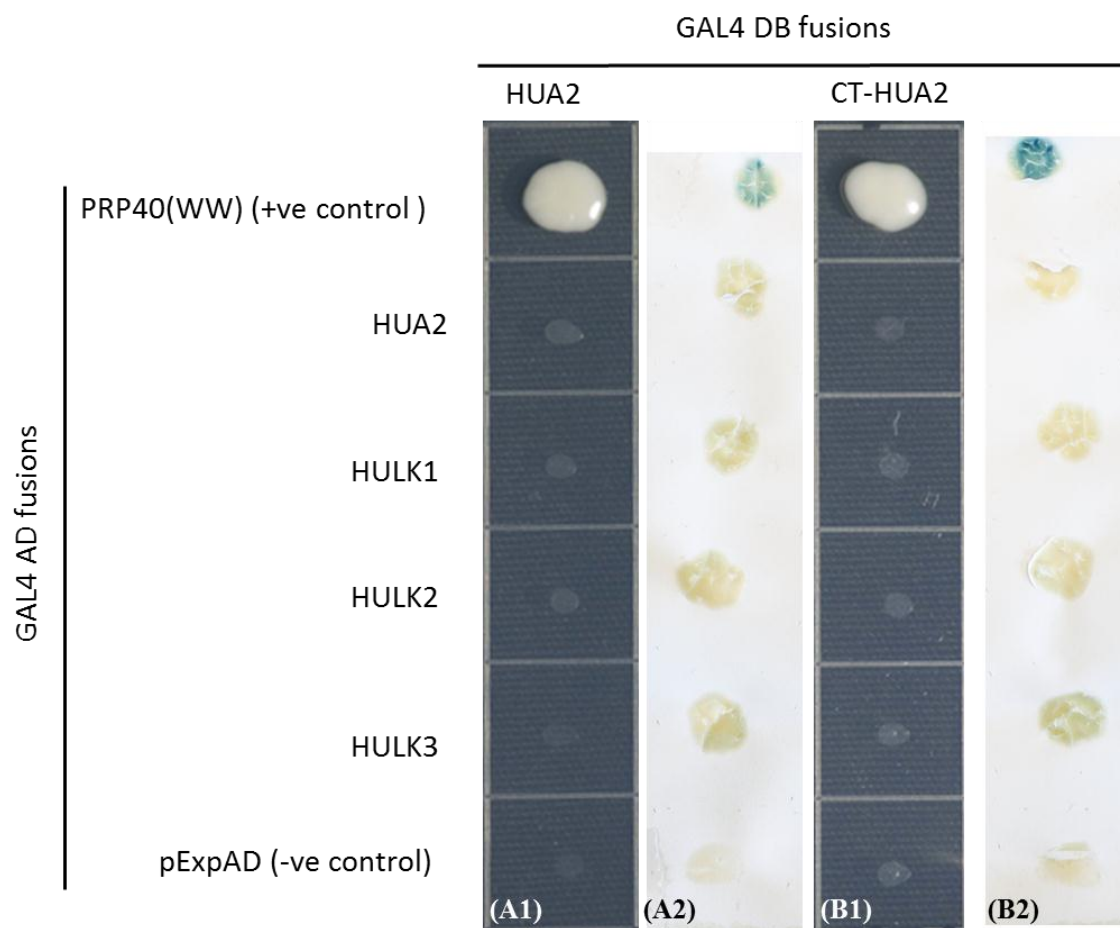 GAL4 DB fusions
HUA2
CT-HUA2
PRP40(WW) (+ve control )
HUA2
HULK1
HULK2
HULK3
pExpAD (-ve control)
GAL4 AD fusions
(A1)
(A2)
(B1)
(B2)